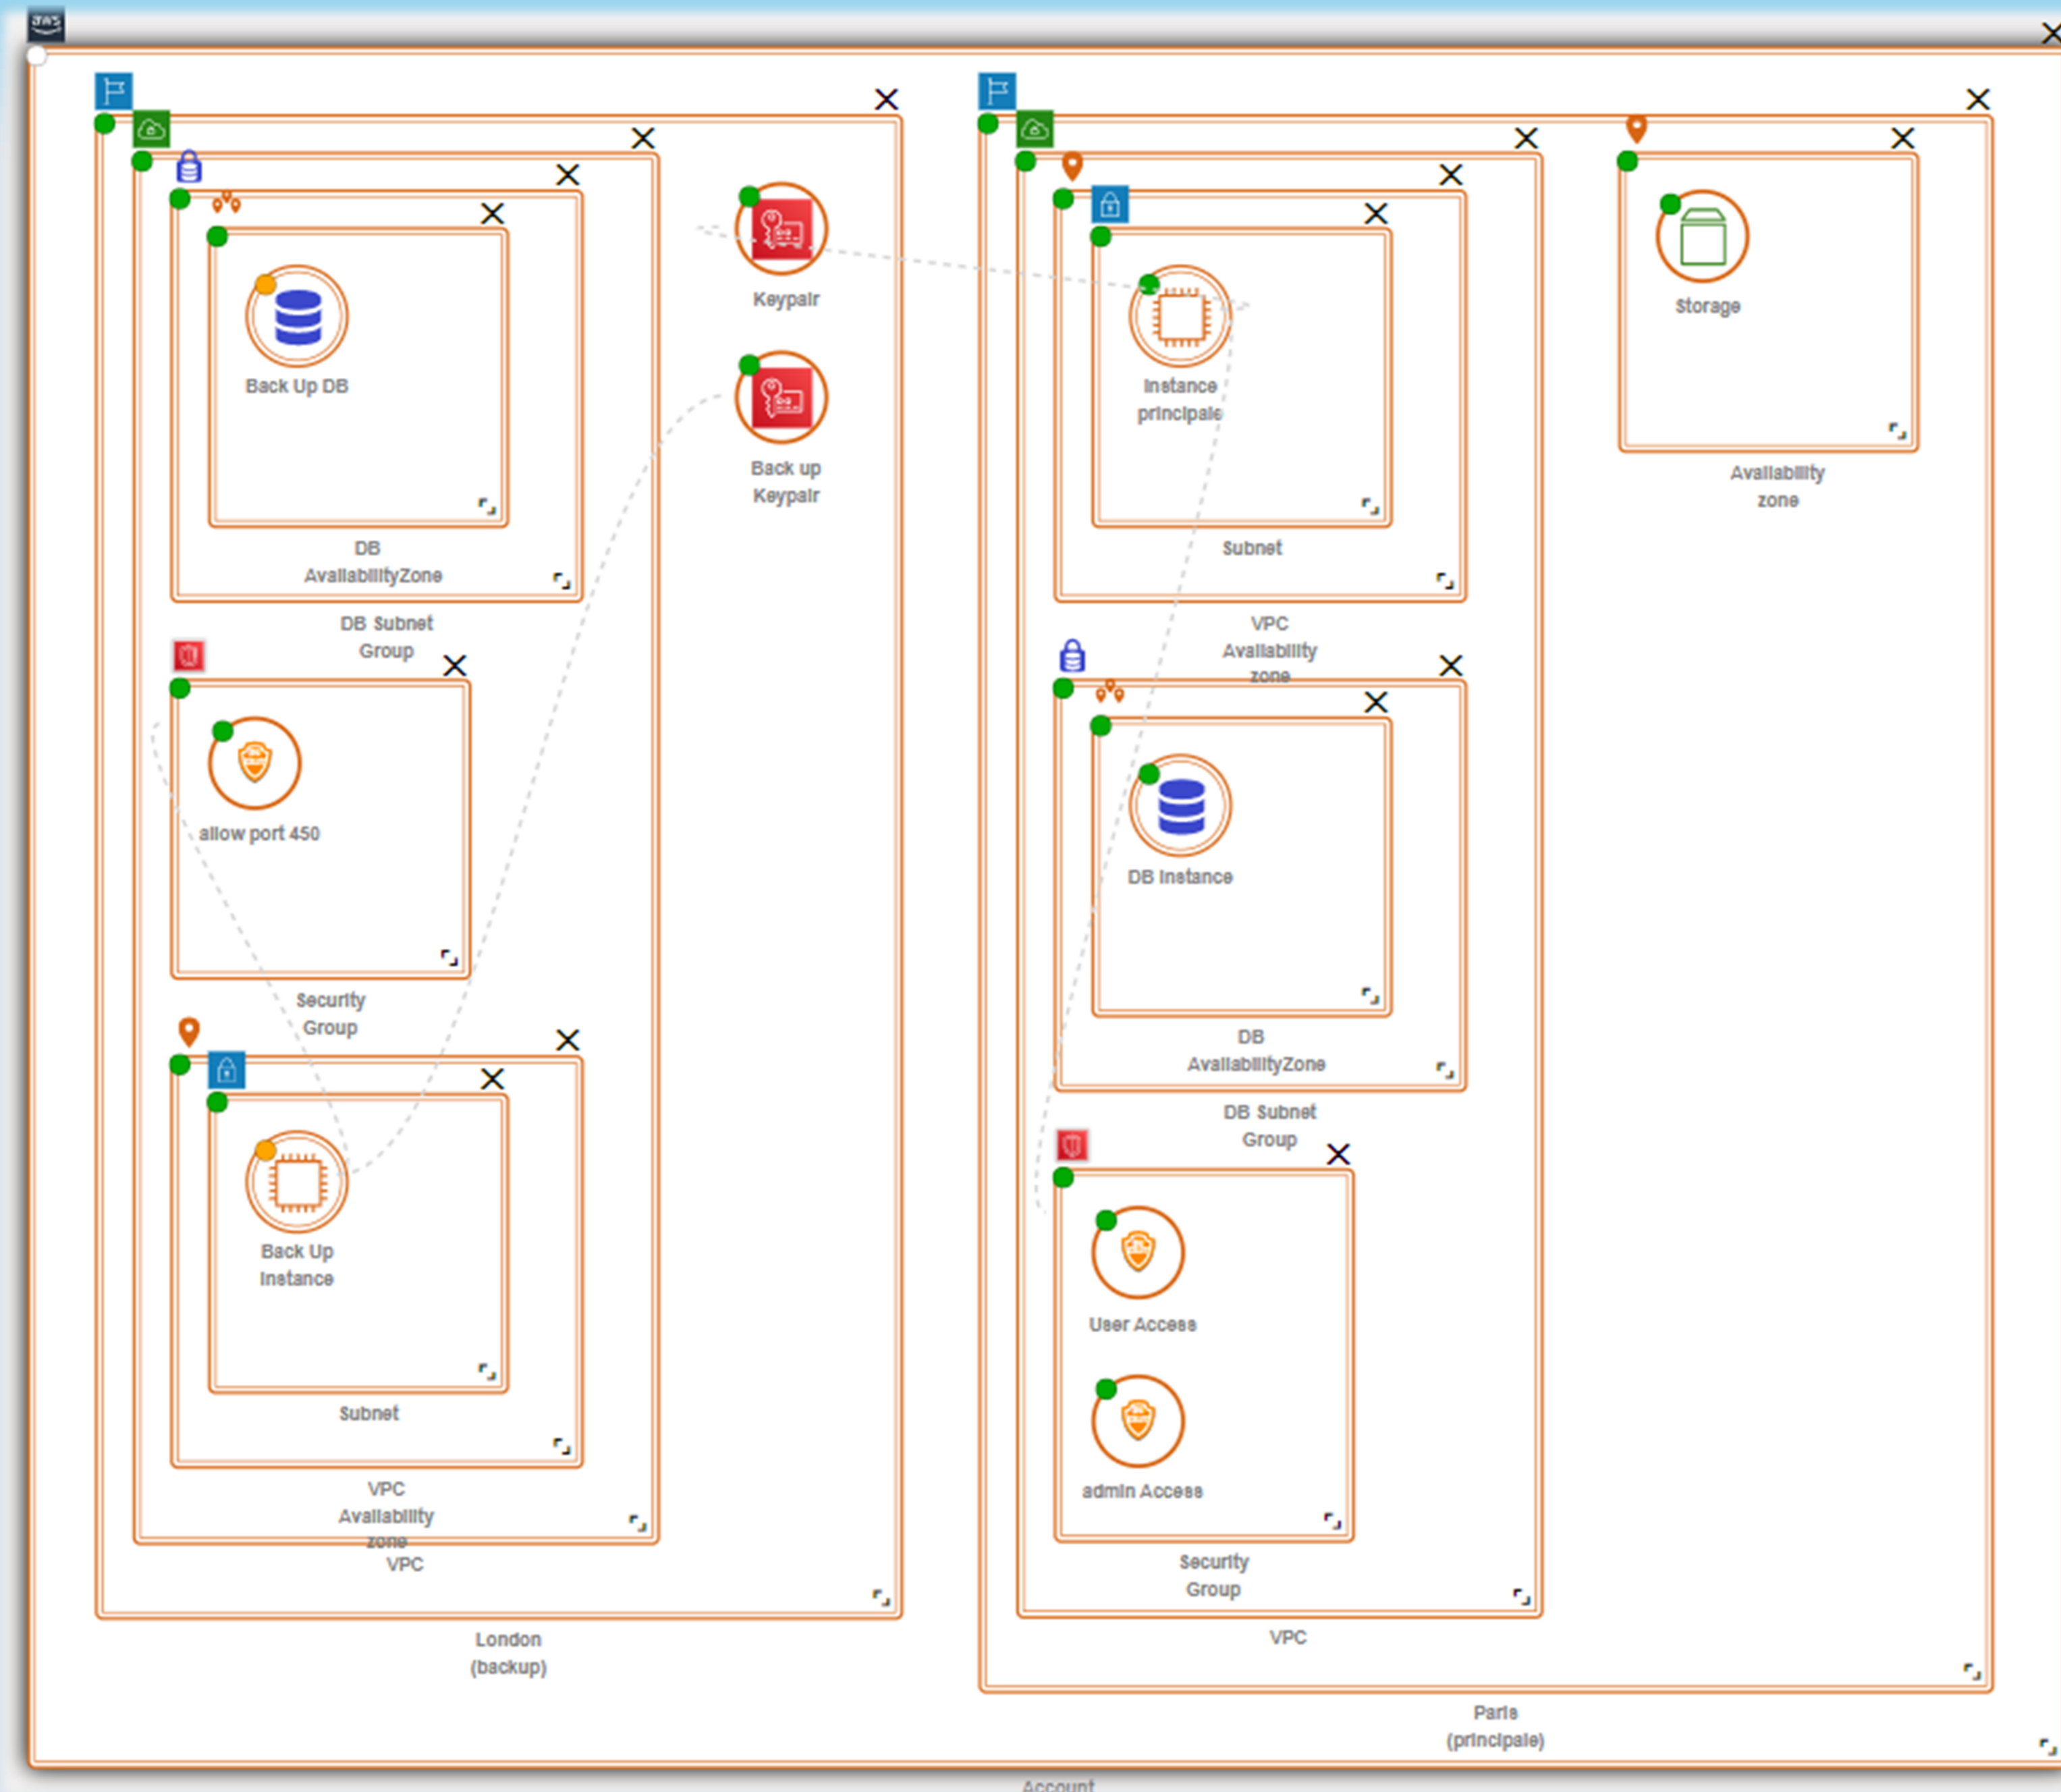 aws
Back Up DB
DB
AvailabilityZone
DB Subnet
Group
allow port 450
Security
Group
Back Up
Instance
Subnet
VPC
Availability
zone
VPC
Keypair
Back up
Keypair
London
(backup)
Instance
principale
Subnet
VPC
Availability
zone
DB Instance
DB
AvailabilityZone
DB Subnet
Group
User Access
admin Access
Security
Group
VPC
Storage
Availability
zone
Paris
(principale)
Account